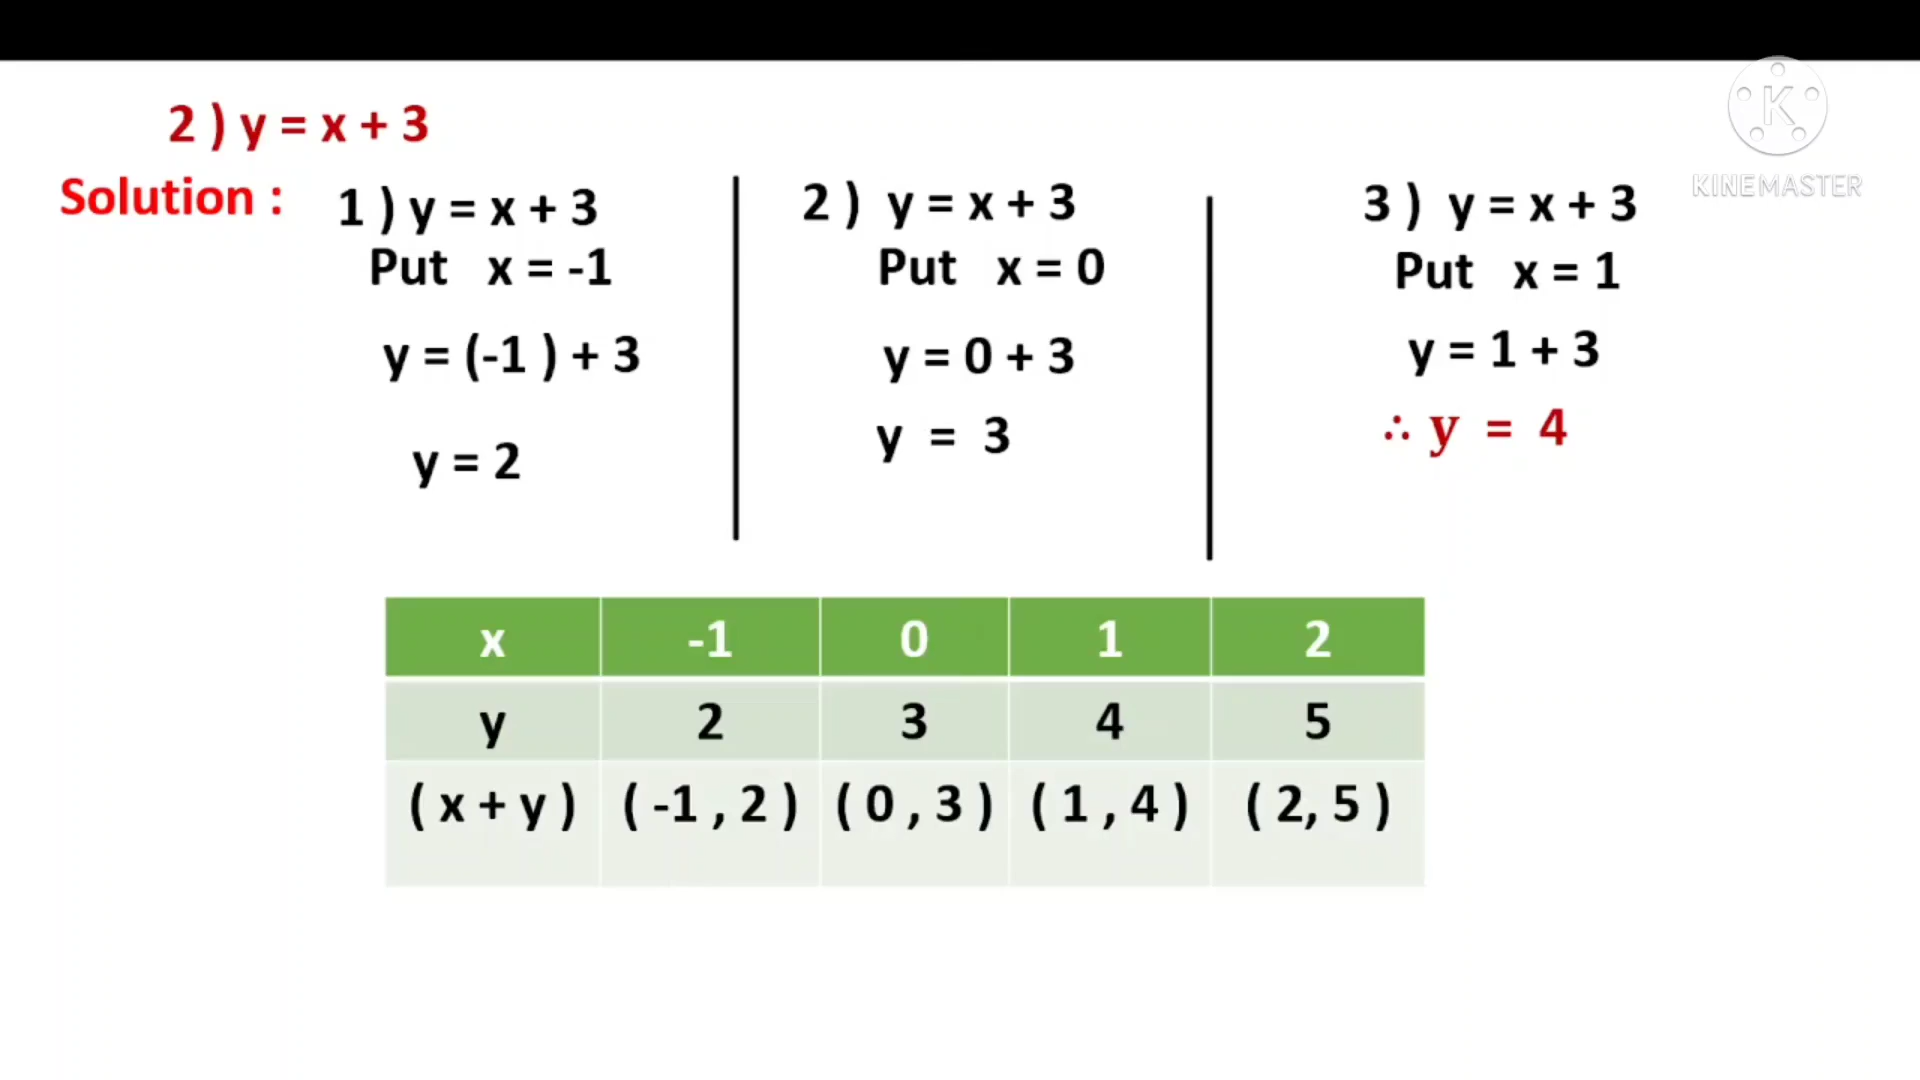 2 ) y = x + 3
Solution :
1 ) y = x + 3
Put x = -1
y = (-1 ) + 3
y = 2
2 ) y = x + 3
Put x = 0
y = 0 + 3
y = 3
3 ) y = x + 3
Put x = 1
y = 1 + 3
∴ y = 4
x -1 0 1 2
y 2 3 4 5
( x + y ) ( -1 , 2 ) ( 0 , 3 ) ( 1 , 4 ) ( 2, 5 )
K
KINEMASTER